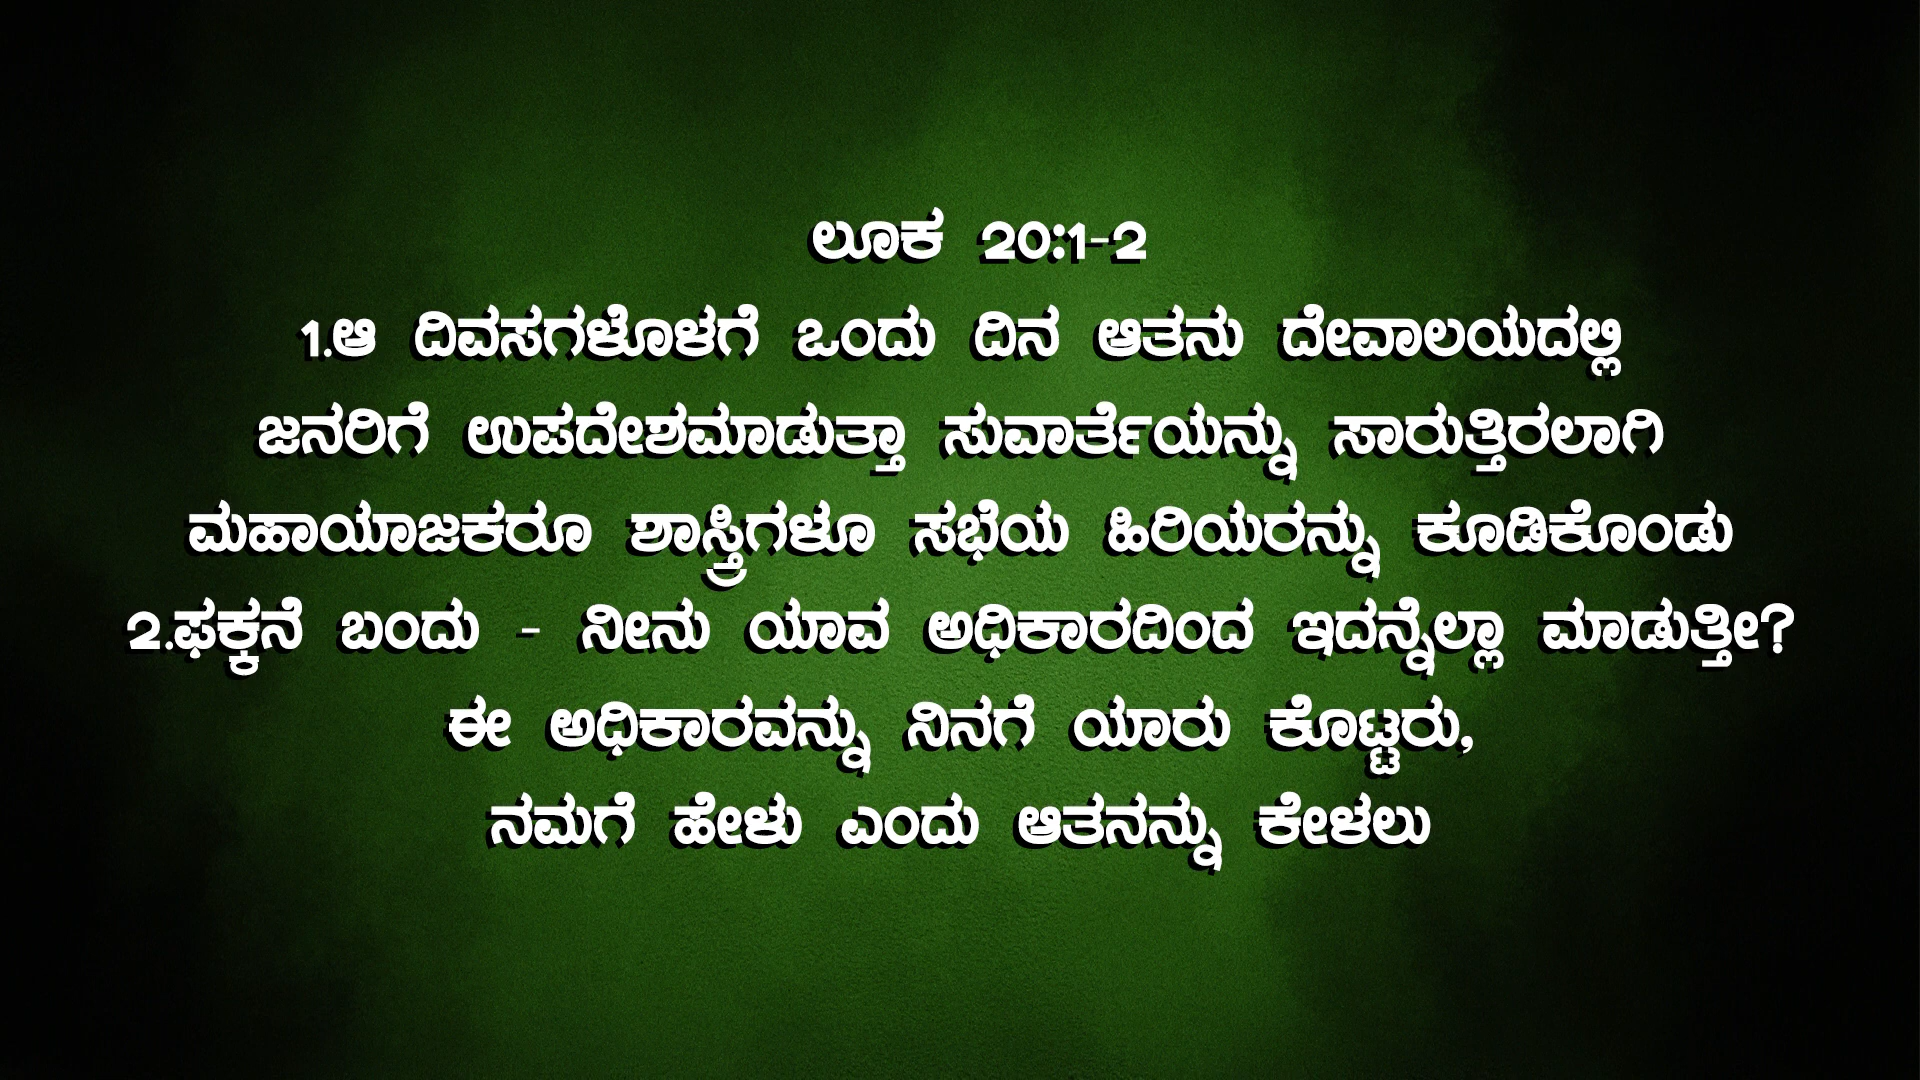 ಲೂಕ 20:1-2
1.ಆ ದಿವಸಗಳೊಳಗೆ ಒಂದು ದಿನ ಆತನು ದೇವಾಲಯದಲ್ಲಿ
ಜನರಿಗೆ ಉಪದೇಶಮಾಡುತ್ತಾ ಸುವಾರ್ತೆಯನ್ನು ಸಾರುತ್ತಿರಲಾಗಿ
ಮಹಾಯಾಜಕರೂ ಶಾಸ್ತ್ರಿಗಳೂ ಸಭೆಯ ಹಿರಿಯರನ್ನು ಕೂಡಿಕೊಂಡು
2.ಫಕ್ಕನೆ ಬಂದು - ನೀನು ಯಾವ ಅಧಿಕಾರದಿಂದ ಇದನ್ನೆಲ್ಲಾ ಮಾಡುತ್ತೀ?
ಈ ಅಧಿಕಾರವನ್ನು ನಿನಗೆ ಯಾರು ಕೊಟ್ಟರು,
ನಮಗೆ ಹೇಳು ಎಂದು ಆತನನ್ನು ಕೇಳಲು